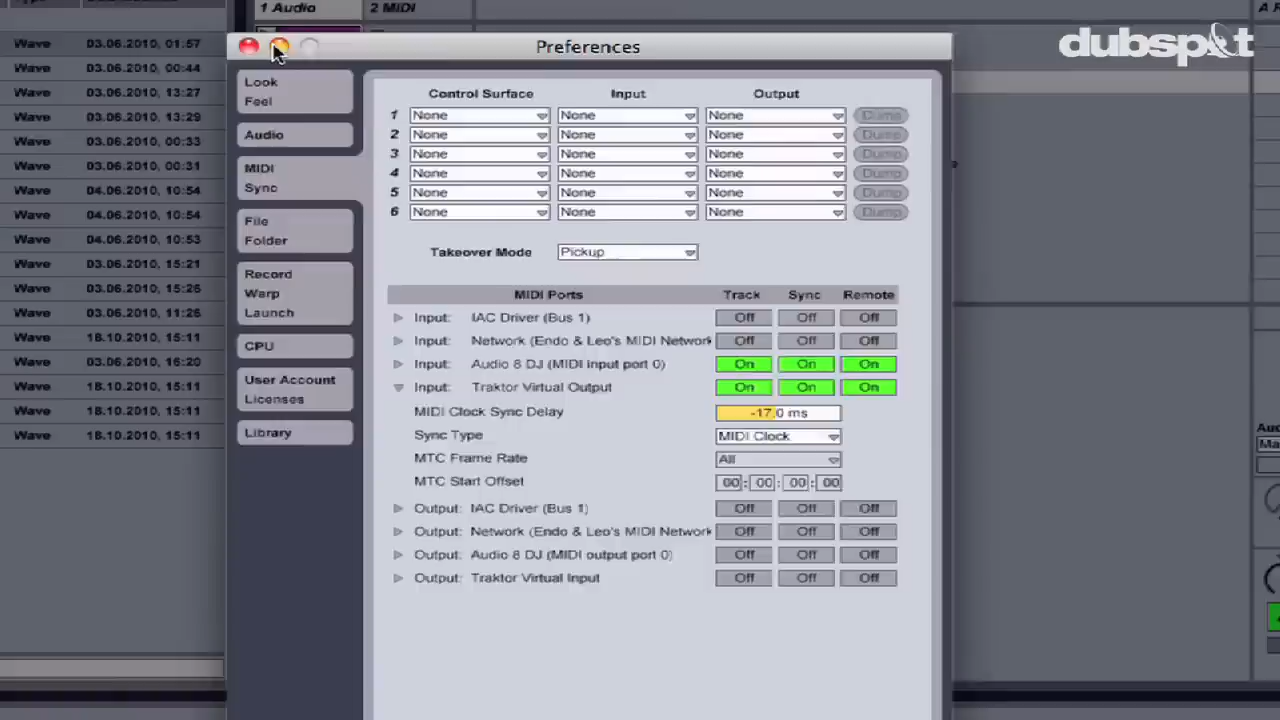 Type
1 Audio
2 MIDI
A R
dubspot
Preferences
Wave 03.06.2010, 01:57
Wave 03.06.2010, 00:44
Wave 03.06.2010, 13:27
Wave 03.06.2010, 13:29
Wave 03.06.2010, 00:33
Wave 03.06.2010, 00:31
Wave 04.06.2010, 10:54
Wave 04.06.2010, 10:54
Wave 04.06.2010, 10:53
Wave 03.06.2010, 15:21
Wave 03.06.2010, 15:26
Wave 03.06.2010, 11:26
Wave 18.10.2010, 15:11
Wave 03.06.2010, 16:20
Wave 18.10.2010, 15:11
Wave 18.10.2010, 15:11
Wave 18.10.2010, 15:11
Look
Feel
Audio
MIDI
Sync
File
Folder
Record
Warp
Launch
CPU
User Account
Licenses
Library
Control Surface Input Output
1 None None None Dump
2 None None None Dump
3 None None None Dump
4 None None None Dump
5 None None None Dump
6 None None None Dump
Takeover Mode Pickup
MIDI Ports Track Sync Remote
Input: IAC Driver (Bus 1) Off Off Off
Input: Network (Endo & Leo's MIDI Network Off Off Off
Input: Audio 8 DJ (MIDI input port 0) On On On
Input: Traktor Virtual Output On On On
MIDI Clock Sync Delay -17.0 ms
Sync Type MIDI Clock
MTC Frame Rate All
MTC Start Offset 00:00:00:00
Output: IAC Driver (Bus 1) Off Off Off
Output: Network (Endo & Leo's MIDI Network Off Off Off
Output: Audio 8 DJ (MIDI output port 0) Off Off Off
Output: Traktor Virtual Input Off Off Off
Aud
Ma